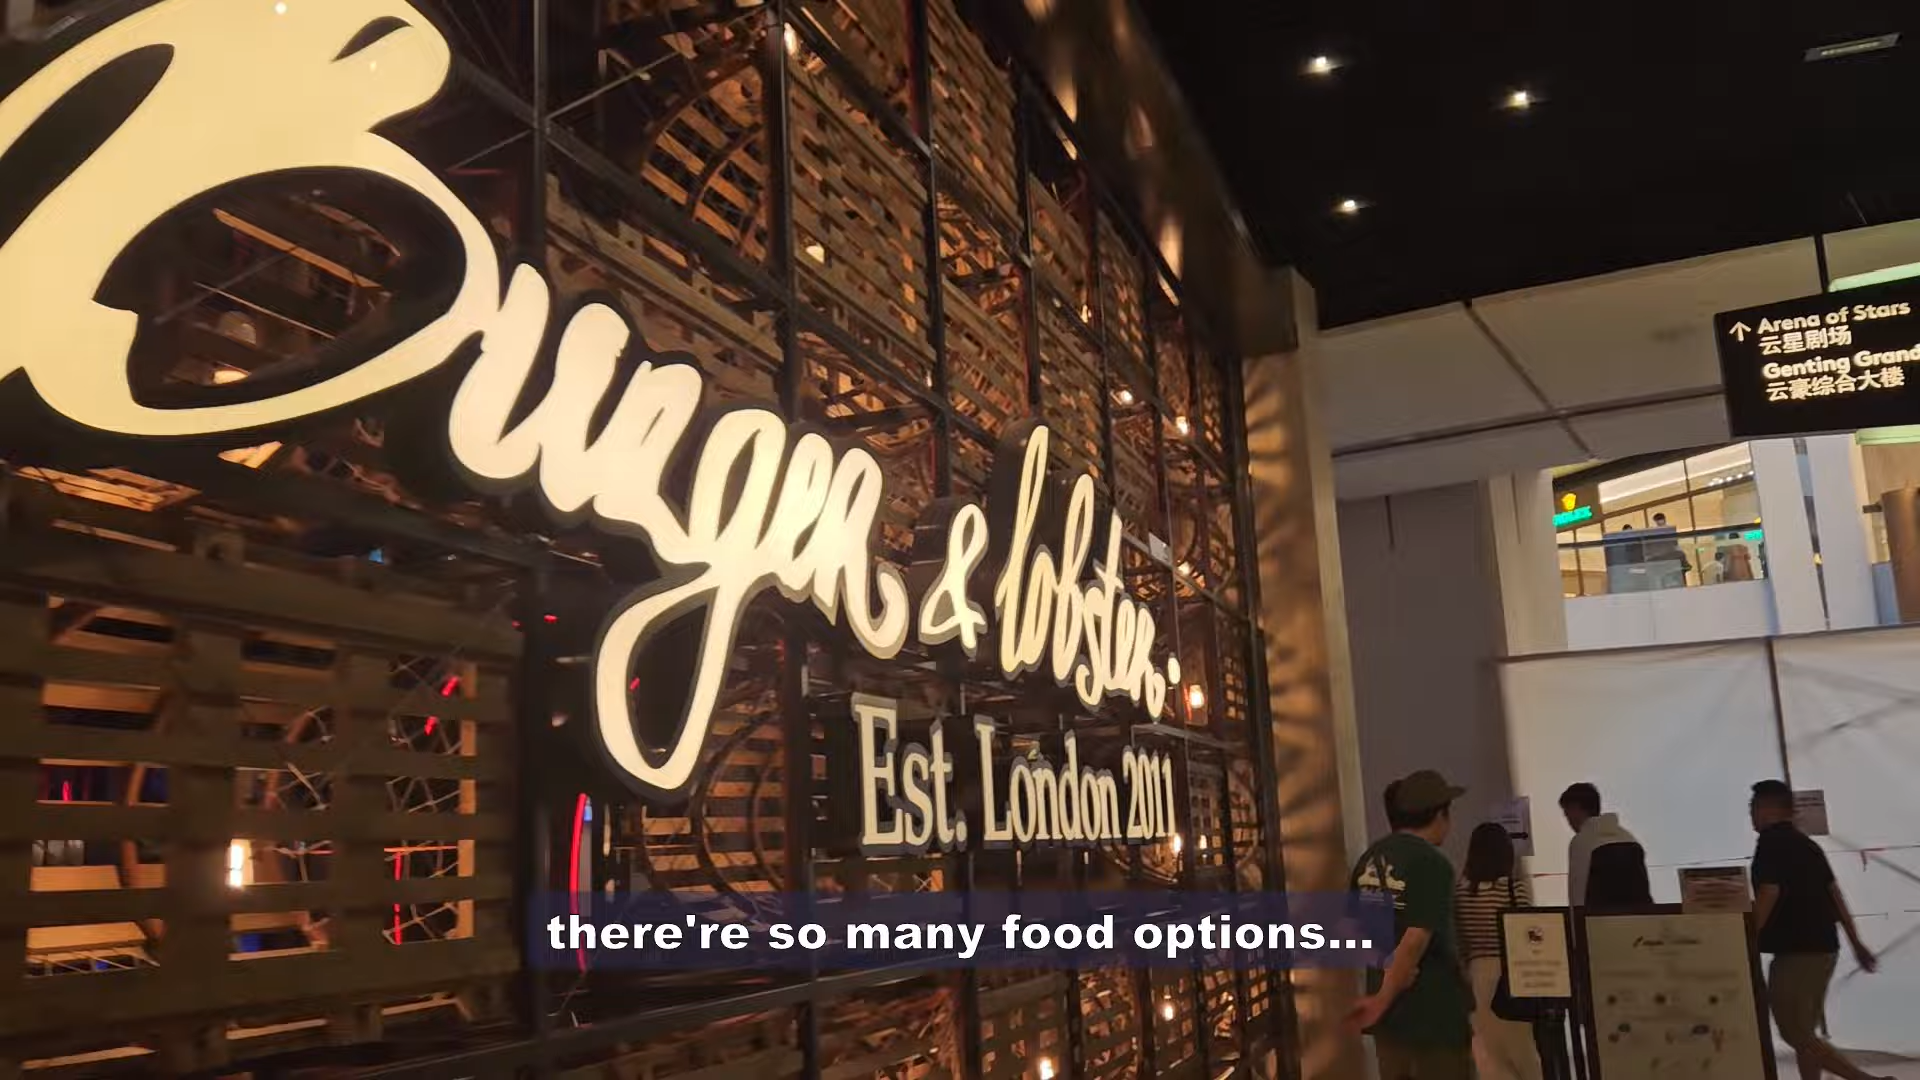 Burger & lobster.
Est. London 2011
↑ Arena of Stars
云星剧场
Genting Grand
云豪综合大楼
ROLEX
there're so many food options...